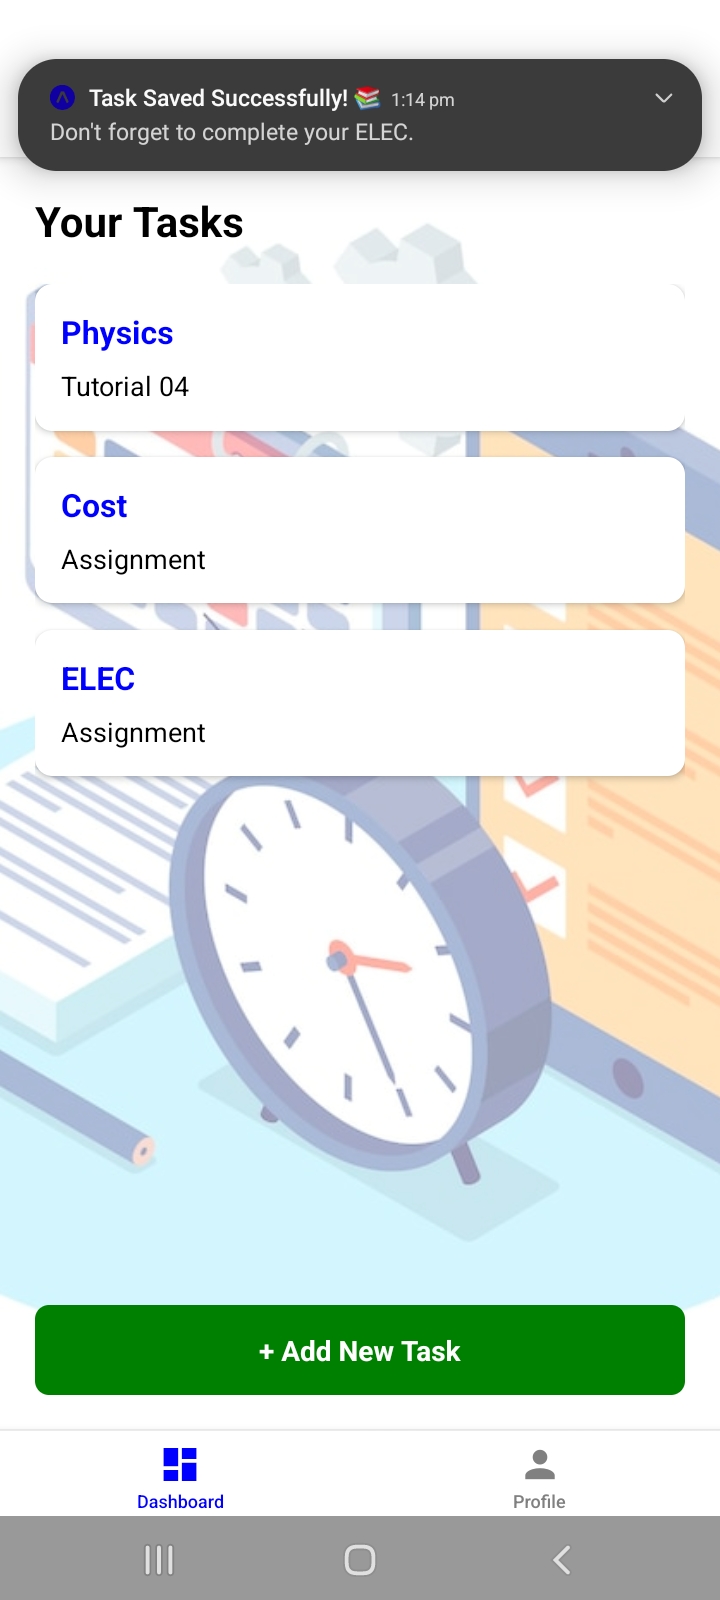 Task Saved Successfully! 📚 1:14 pm
Don't forget to complete your ELEC.
Your Tasks
Physics
Tutorial 04
Cost
Assignment
ELEC
Assignment
+ Add New Task
Dashboard
Profile